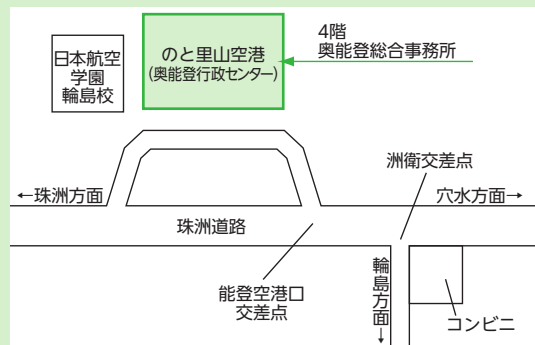 日本航空
学園
輪島校
のと里山空港
(奥能登行政センター)
4階
奥能登総合事務所
洲衛交差点
←珠洲方面
穴水方面→
珠洲道路
能登空港口
交差点
輪島方面→
コンビニ